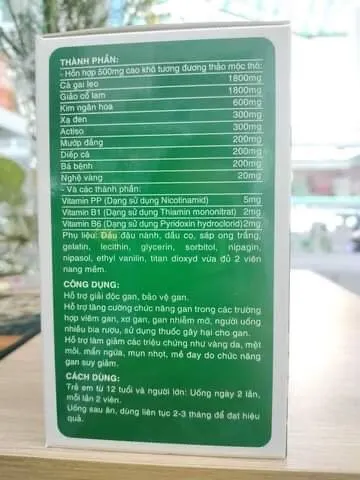 THÀNH PHẦN:
- Hỗn hợp 500mg cao khô tương đương thảo mộc thô:
Cà gai leo 1800mg
Giảo cổ lam 1800mg
Kim ngân hoa 600mg
Xạ đen 300mg
Actiso 300mg
Mướp đắng 200mg
Diếp cá 200mg
Bá bệnh 200mg
Nghệ vàng 20mg
- Và các thành phần:
Vitamin PP (Dạng sử dụng Nicotinamid) 5mg
Vitamin B1 (Dạng sử dụng Thiamin mononitrat) 2mg
Vitamin B6 (Dạng sử dụng Pyridoxin hydroclorid) 2mg
Phụ liệu: Dầu đậu nành, dầu cọ, sáp ong trắng,
gelatin, lecithin, glycerin, sorbitol, nipagin,
nipasol, ethyl vanilin, titan dioxyd vừa đủ 2 viên
nang mềm.
CÔNG DỤNG:
Hỗ trợ giải độc gan, bảo vệ gan.
Hỗ trợ tăng cường chức năng gan trong các trường
hợp viêm gan, xơ gan, gan nhiễm mỡ, người uống
nhiều bia rượu, sử dụng thuốc gây hại cho gan.
Hỗ trợ làm giảm các triệu chứng như vàng da, mệt
mỏi, mẩn ngứa, mụn nhọt, mề đay do chức năng
gan suy giảm.
CÁCH DÙNG:
Trẻ em từ 12 tuổi và người lớn: Uống ngày 2 lần,
mỗi lần 2 viên.
Uống sau ăn, dùng liên tục 2-3 tháng để đạt hiệu
quả.